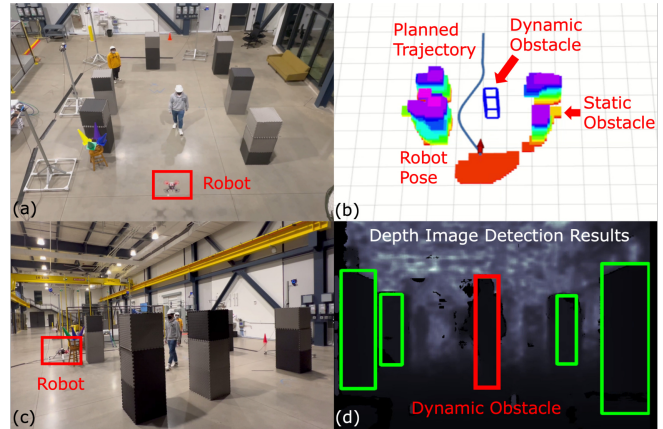 Robot
(a)
Planned
Trajectory
Dynamic
Obstacle
Static
Obstacle
Robot
Pose
(b)
Robot
(c)
Depth Image Detection Results
Dynamic Obstacle
(d)